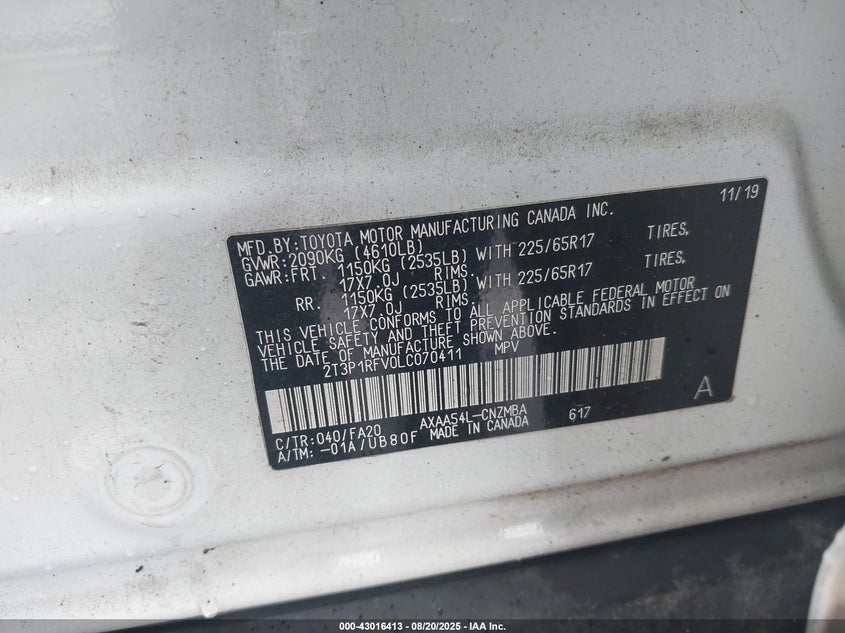 11/19
MFD.BY:TOYOTA MOTOR MANUFACTURING CANADA INC.
GVWR:2090KG (4610LB)
GAWR:FRT. 1150KG (2535LB) WITH 225/65R17 TIRES,
17X7.0J RIMS.
RR. 1150KG (2535LB) WITH 225/65R17 TIRES,
17X7.0J RIMS.
THIS VEHICLE CONFORMS TO ALL APPLICABLE FEDERAL MOTOR
VEHICLE SAFETY AND THEFT PREVENTION STANDARDS IN EFFECT ON
THE DATE OF MANUFACTURE SHOWN ABOVE.
2T3P1RFV0LC070411 MPV
A
C/TR:040/FA20 AXAA54L-CNZMBA 617
A/TM:-01A/UB80F MADE IN CANADA
000-43016413 - 08/20/2025 - IAA Inc.